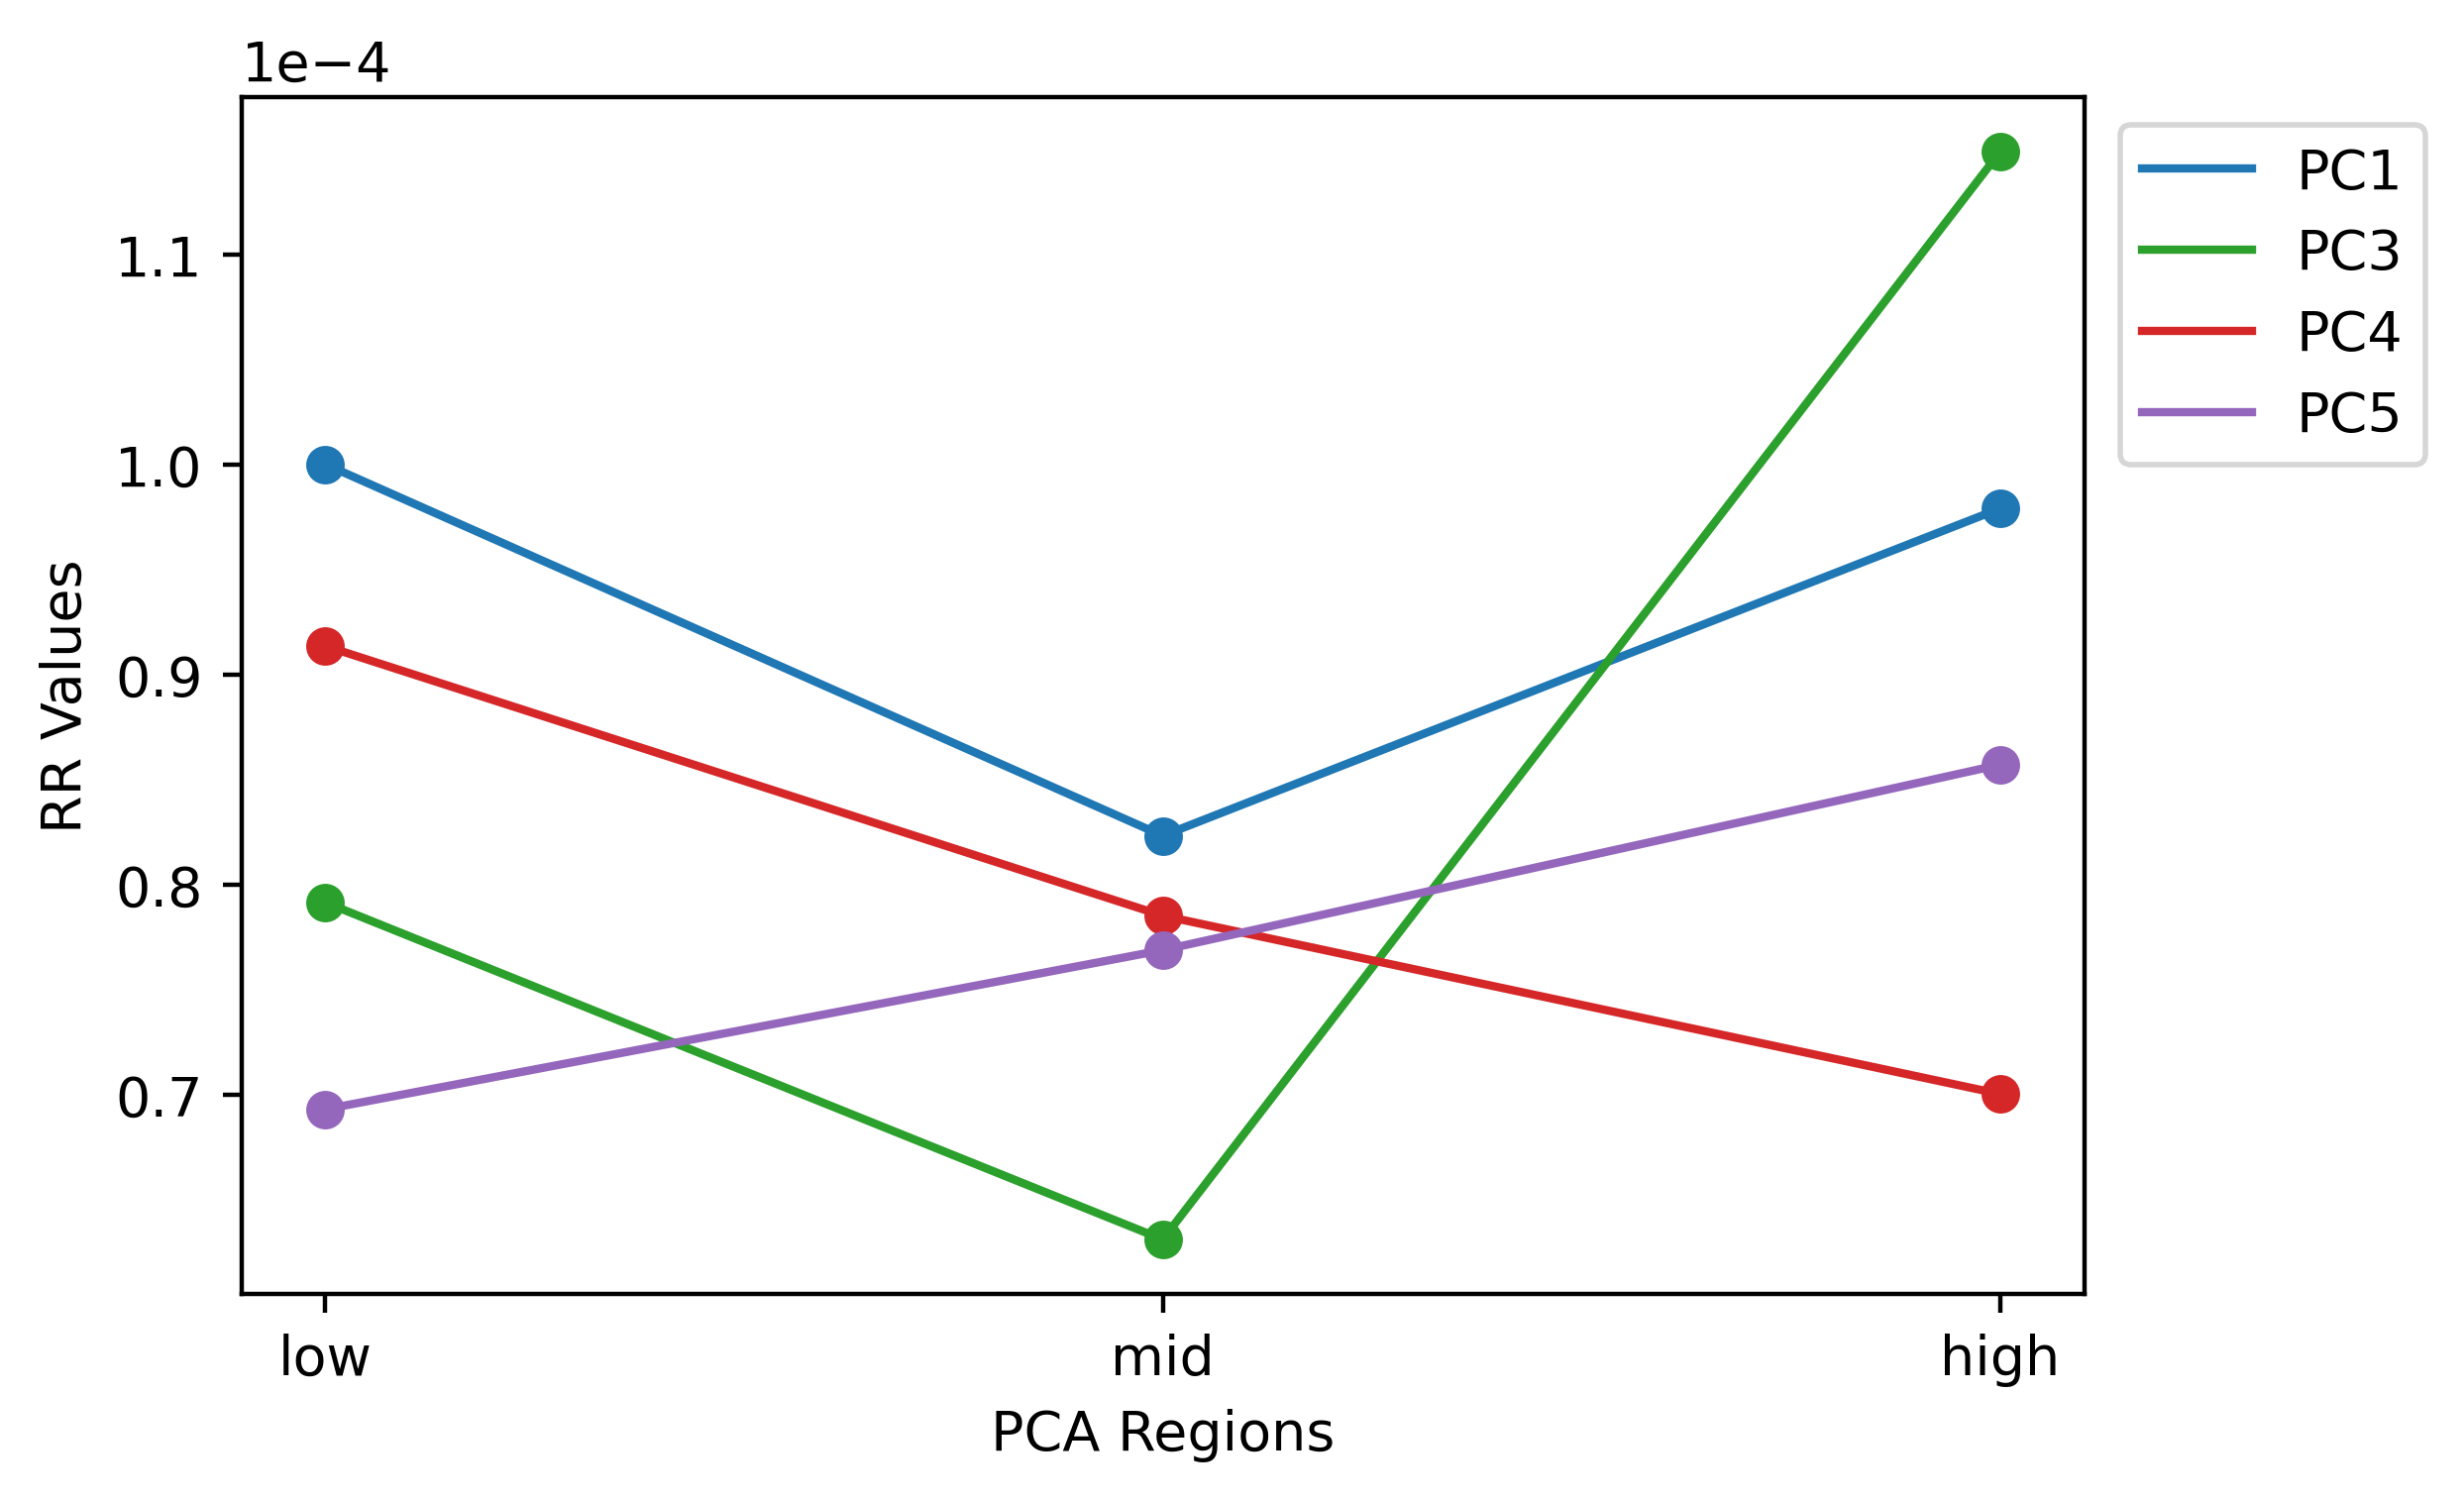 1e−4
1.1
1.0
0.9
0.8
0.7
RR Values
low
mid
high
PCA Regions
PC1
PC3
PC4
PC5